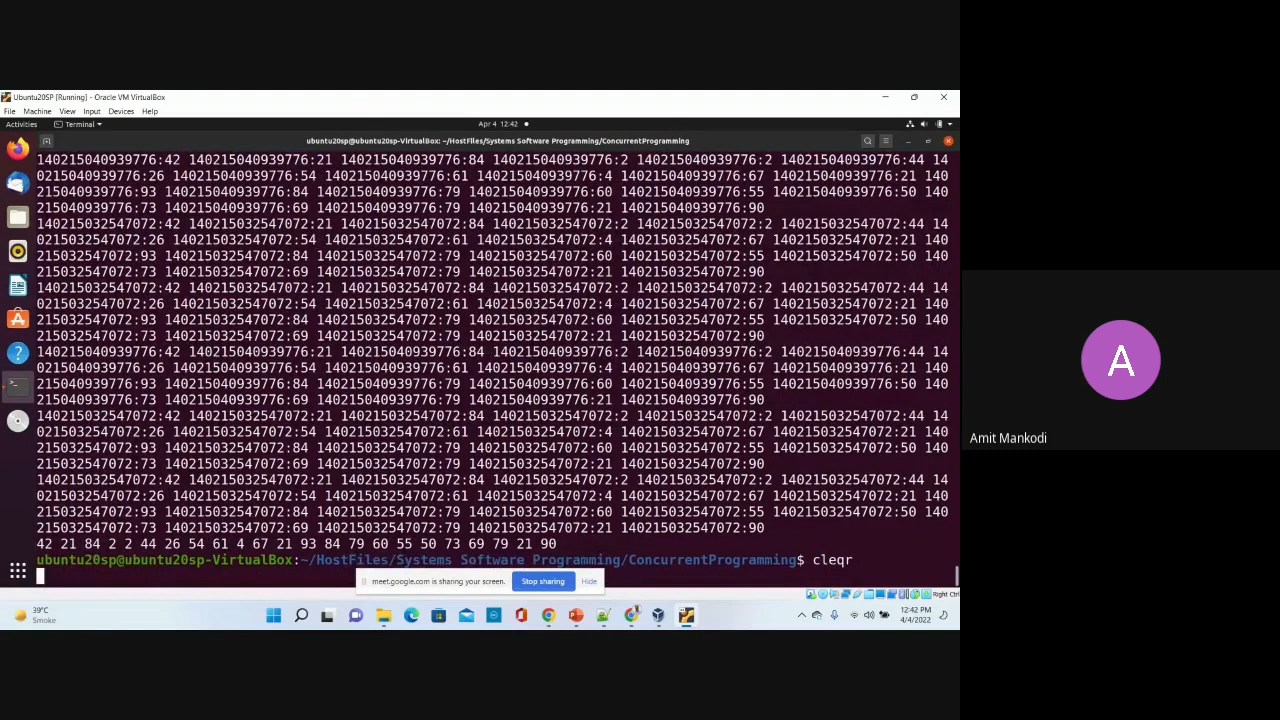 Ubuntu20SP [Running] - Oracle VM VirtualBox
File Machine View Input Devices Help
Activities Terminal Apr 4 12:42
ubuntu20sp@ubuntu20sp-VirtualBox: ~/HostFiles/Systems Software Programming/ConcurrentProgramming
140215040939776:42 140215040939776:21 140215040939776:84 140215040939776:2 140215040939776:2 140215040939776:44 14
0215040939776:26 140215040939776:54 140215040939776:61 140215040939776:4 140215040939776:67 140215040939776:21 140
215040939776:93 140215040939776:84 140215040939776:79 140215040939776:60 140215040939776:55 140215040939776:50 140
215040939776:73 140215040939776:69 140215040939776:79 140215040939776:21 140215040939776:90
140215032547072:42 140215032547072:21 140215032547072:84 140215032547072:2 140215032547072:2 140215032547072:44 14
0215032547072:26 140215032547072:54 140215032547072:61 140215032547072:4 140215032547072:67 140215032547072:21 140
215032547072:93 140215032547072:84 140215032547072:79 140215032547072:60 140215032547072:55 140215032547072:50 140
215032547072:73 140215032547072:69 140215032547072:79 140215032547072:21 140215032547072:90
140215032547072:42 140215032547072:21 140215032547072:84 140215032547072:2 140215032547072:2 140215032547072:44 14
0215032547072:26 140215032547072:54 140215032547072:61 140215032547072:4 140215032547072:67 140215032547072:21 140
215032547072:93 140215032547072:84 140215032547072:79 140215032547072:60 140215032547072:55 140215032547072:50 140
215032547072:73 140215032547072:69 140215032547072:79 140215032547072:21 140215032547072:90
140215040939776:42 140215040939776:21 140215040939776:84 140215040939776:2 140215040939776:2 140215040939776:44 14
0215040939776:26 140215040939776:54 140215040939776:61 140215040939776:4 140215040939776:67 140215040939776:21 140
215040939776:93 140215040939776:84 140215040939776:79 140215040939776:60 140215040939776:55 140215040939776:50 140
215040939776:73 140215040939776:69 140215040939776:79 140215040939776:21 140215040939776:90
140215032547072:42 140215032547072:21 140215032547072:84 140215032547072:2 140215032547072:2 140215032547072:44 14
0215032547072:26 140215032547072:54 140215032547072:61 140215032547072:4 140215032547072:67 140215032547072:21 140
215032547072:93 140215032547072:84 140215032547072:79 140215032547072:60 140215032547072:55 140215032547072:50 140
215032547072:73 140215032547072:69 140215032547072:79 140215032547072:21 140215032547072:90
140215032547072:42 140215032547072:21 140215032547072:84 140215032547072:2 140215032547072:2 140215032547072:44 14
0215032547072:26 140215032547072:54 140215032547072:61 140215032547072:4 140215032547072:67 140215032547072:21 140
215032547072:93 140215032547072:84 140215032547072:79 140215032547072:60 140215032547072:55 140215032547072:50 140
215032547072:73 140215032547072:69 140215032547072:79 140215032547072:21 140215032547072:90
42 21 84 2 2 44 26 54 61 4 67 21 93 84 79 60 55 50 73 69 79 21 90
ubuntu20sp@ubuntu20sp-VirtualBox:~/HostFiles/Systems Software Programming/ConcurrentProgramming$ cleqr
meet.google.com is sharing your screen. Stop sharing Hide
Right Ctrl
39°C
Smoke
12:42 PM
4/4/2022
A
Amit Mankodi